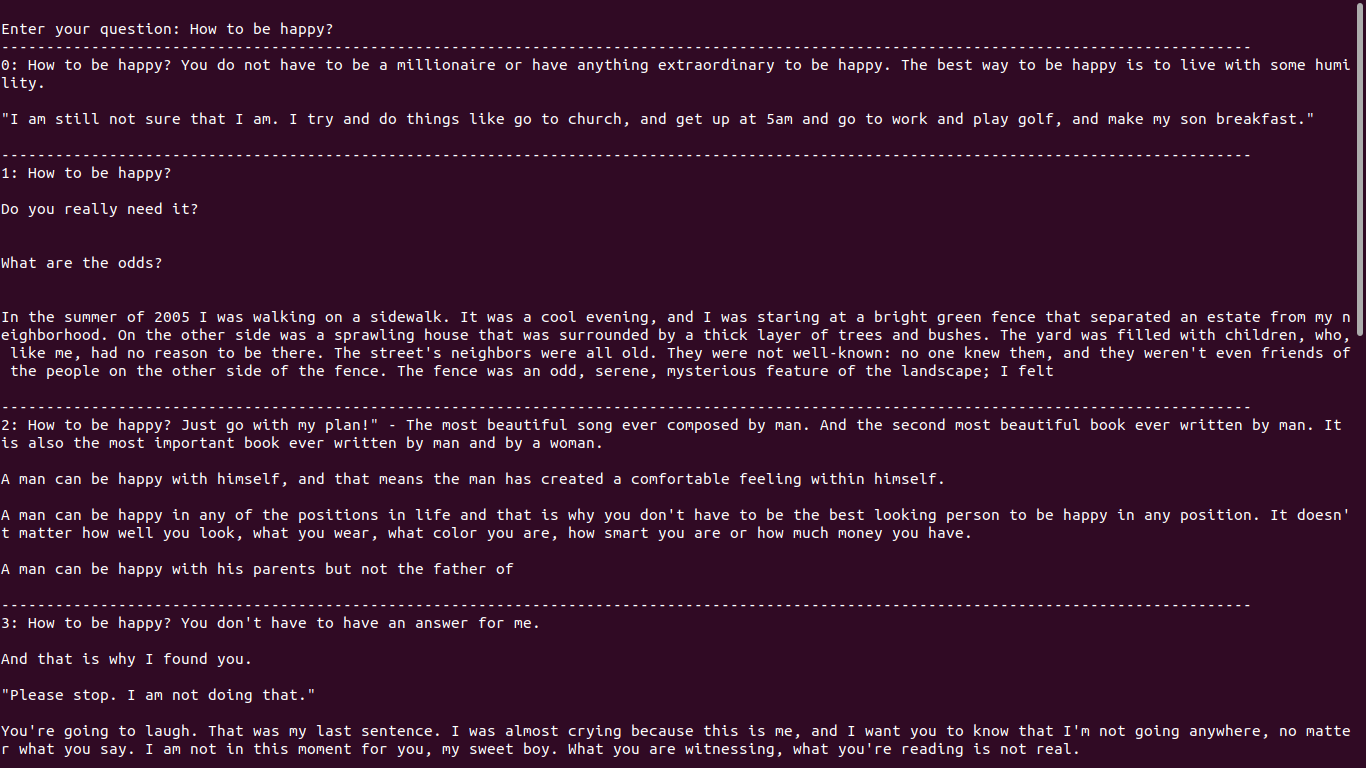 Enter your question: How to be happy?
-------------------------------------------------------------------------------------------------------------------------------------------
0: How to be happy? You do not have to be a millionaire or have anything extraordinary to be happy. The best way to be happy is to live with some humi
lity.
"I am still not sure that I am. I try and do things like go to church, and get up at 5am and go to work and play golf, and make my son breakfast."
-------------------------------------------------------------------------------------------------------------------------------------------
1: How to be happy?
Do you really need it?
What are the odds?
In the summer of 2005 I was walking on a sidewalk. It was a cool evening, and I was staring at a bright green fence that separated an estate from my n
eighborhood. On the other side was a sprawling house that was surrounded by a thick layer of trees and bushes. The yard was filled with children, who,
 like me, had no reason to be there. The street's neighbors were all old. They were not well-known: no one knew them, and they weren't even friends of
 the people on the other side of the fence. The fence was an odd, serene, mysterious feature of the landscape; I felt
-------------------------------------------------------------------------------------------------------------------------------------------
2: How to be happy? Just go with my plan!" - The most beautiful song ever composed by man. And the second most beautiful book ever written by man. It
is also the most important book ever written by man and by a woman.
A man can be happy with himself, and that means the man has created a comfortable feeling within himself.
A man can be happy in any of the positions in life and that is why you don't have to be the best looking person to be happy in any position. It doesn'
t matter how well you look, what you wear, what color you are, how smart you are or how much money you have.
A man can be happy with his parents but not the father of
-------------------------------------------------------------------------------------------------------------------------------------------
3: How to be happy? You don't have to have an answer for me.
And that is why I found you.
"Please stop. I am not doing that."
You're going to laugh. That was my last sentence. I was almost crying because this is me, and I want you to know that I'm not going anywhere, no matte
r what you say. I am not in this moment for you, my sweet boy. What you are witnessing, what you're reading is not real.